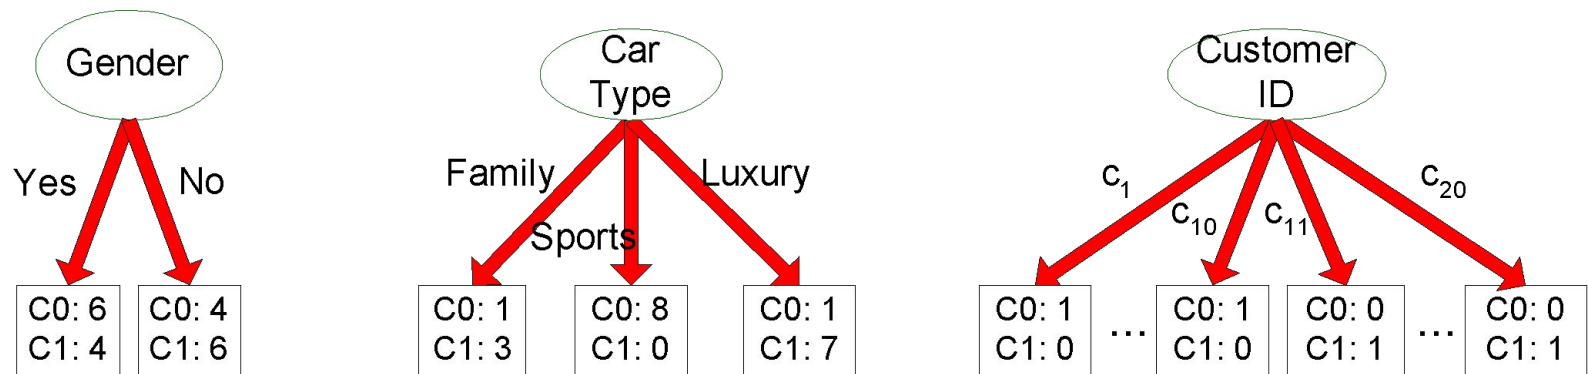 Gender
Yes
No
C0: 6
C1: 4
C0: 4
C1: 6
Car
Type
Family
Sports
Luxury
C0: 1
C1: 3
C0: 8
C1: 0
C0: 1
C1: 7
Customer
ID
c1
c10
c11
c20
C0: 1
C1: 0
...
C0: 1
C1: 0
C0: 0
C1: 1
...
C0: 0
C1: 1